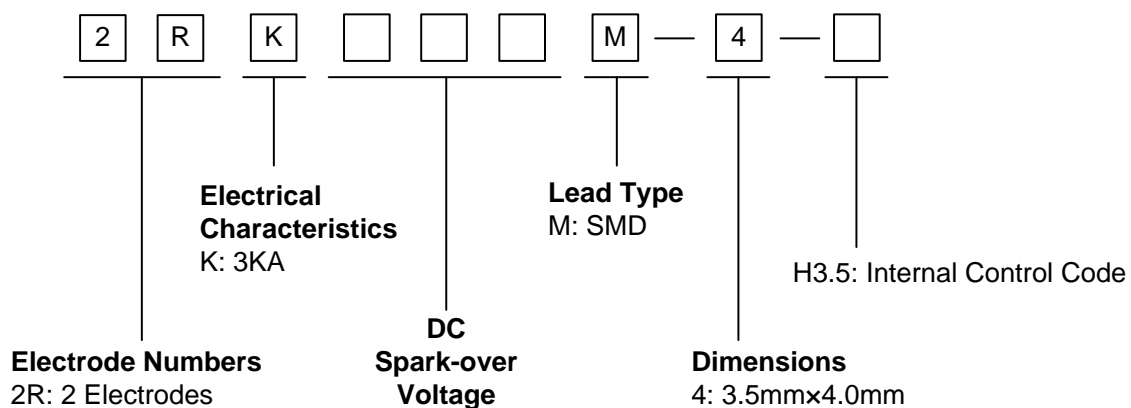 2 R K M 4
Electrical
Characteristics
K: 3KA
Lead Type
M: SMD
H3.5: Internal Control Code
DC
Spark-over
Voltage
Electrode Numbers
2R: 2 Electrodes
Dimensions
4: 3.5mm×4.0mm